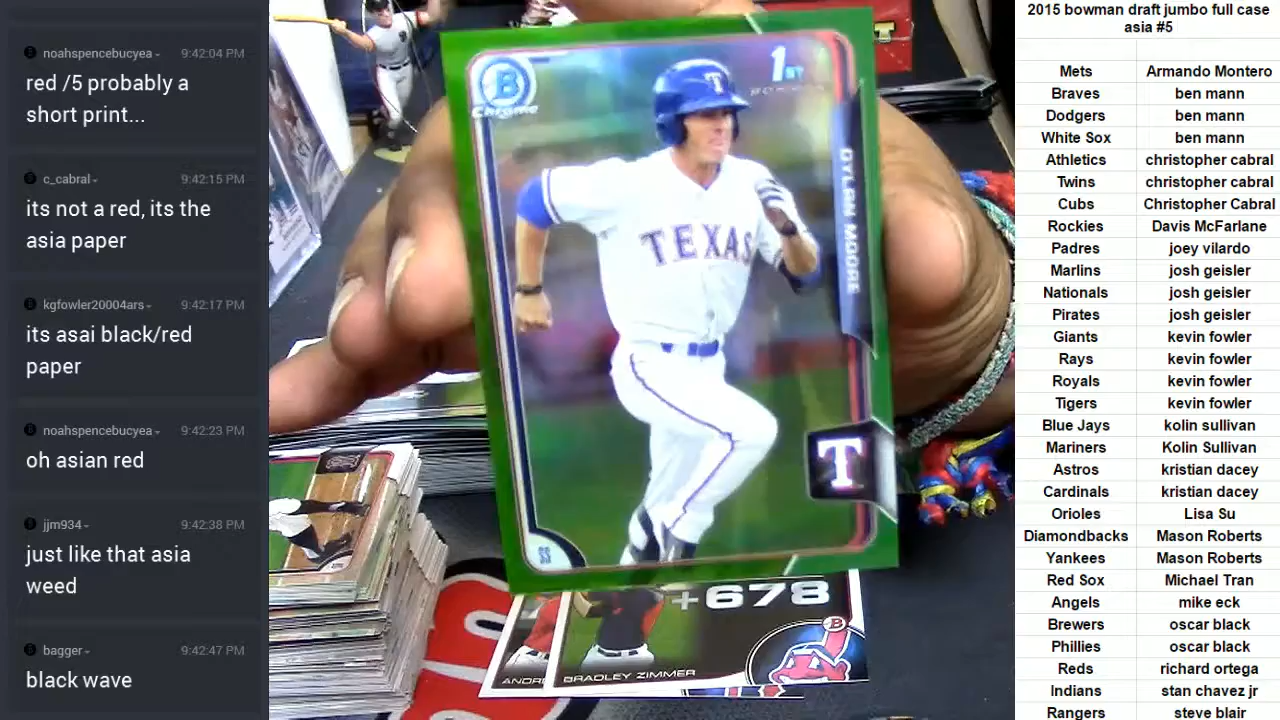 noahspencebucyea 9:42:04 PM
red /5 probably a
short print...
c_cabral 9:42:15 PM
its not a red, its the
asia paper
kgfowler20004ars 9:42:17 PM
its asai black/red
paper
noahspencebucyea 9:42:23 PM
oh asian red
jjm934 9:42:38 PM
just like that asia
weed
bagger 9:42:47 PM
black wave
B
Chrome
1ST
BOWMAN
T
DYLAN MOORE
TEXAS
T
SS
+678
B
ANDRE
BRADLEY ZIMMER
2015 bowman draft jumbo full case
asia #5
Mets Armando Montero
Braves ben mann
Dodgers ben mann
White Sox ben mann
Athletics christopher cabral
Twins christopher cabral
Cubs Christopher Cabral
Rockies Davis McFarlane
Padres joey vilardo
Marlins josh geisler
Nationals josh geisler
Pirates josh geisler
Giants kevin fowler
Rays kevin fowler
Royals kevin fowler
Tigers kevin fowler
Blue Jays kolin sullivan
Mariners Kolin Sullivan
Astros kristian dacey
Cardinals kristian dacey
Orioles Lisa Su
Diamondbacks Mason Roberts
Yankees Mason Roberts
Red Sox Michael Tran
Angels mike eck
Brewers oscar black
Phillies oscar black
Reds richard ortega
Indians stan chavez jr
Rangers steve blair